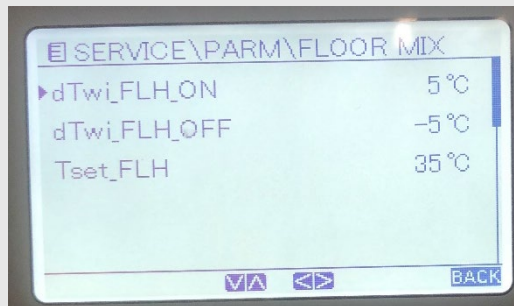 SERVICE\PARM\FLOOR MIX
dTwi_FLH_ON 5℃
dTwi_FLH_OFF -5℃
Tset_FLH 35℃
BACK